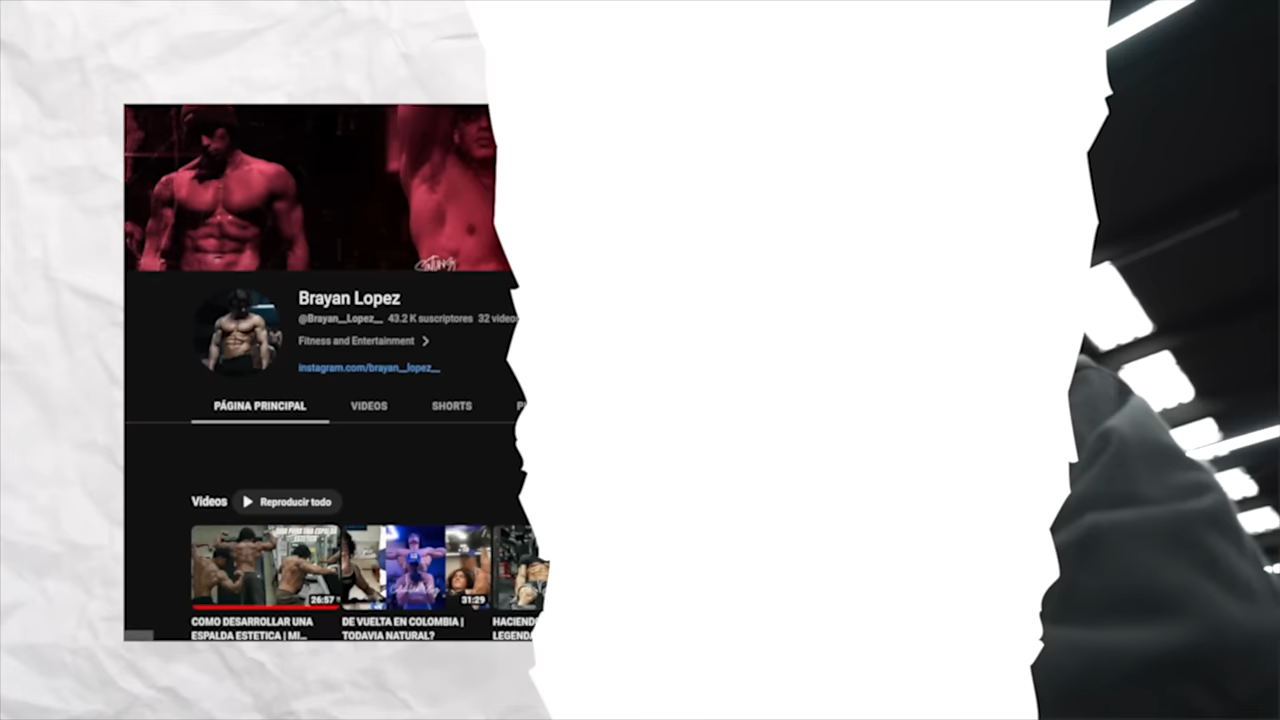 Brayan Lopez
@Brayan__Lopez__ 43.2 K suscriptores 32 videos
Fitness and Entertainment
instagram.com/brayan__lopez__
PÁGINA PRINCIPAL VIDEOS SHORTS
Videos Reproducir todo
26:57 31:29
COMO DESARROLLAR UNA
ESPALDA ESTETICA | MI...
DE VUELTA EN COLOMBIA |
TODAVIA NATURAL?
HACIENDO
LEGENDA